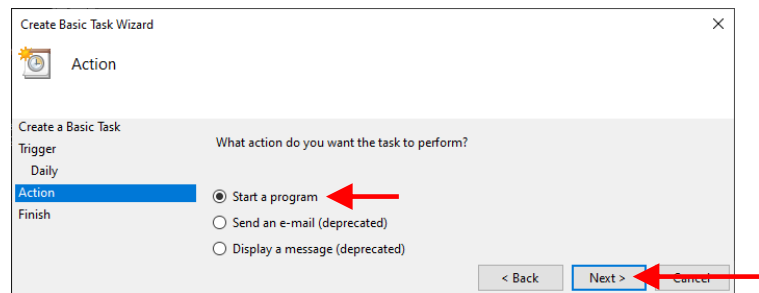 Create Basic Task Wizard
Action
Create a Basic Task
Trigger
Daily
Action
Finish
What action do you want the task to perform?
Start a program
Send an e-mail (deprecated)
Display a message (deprecated)
< Back Next > Cancel